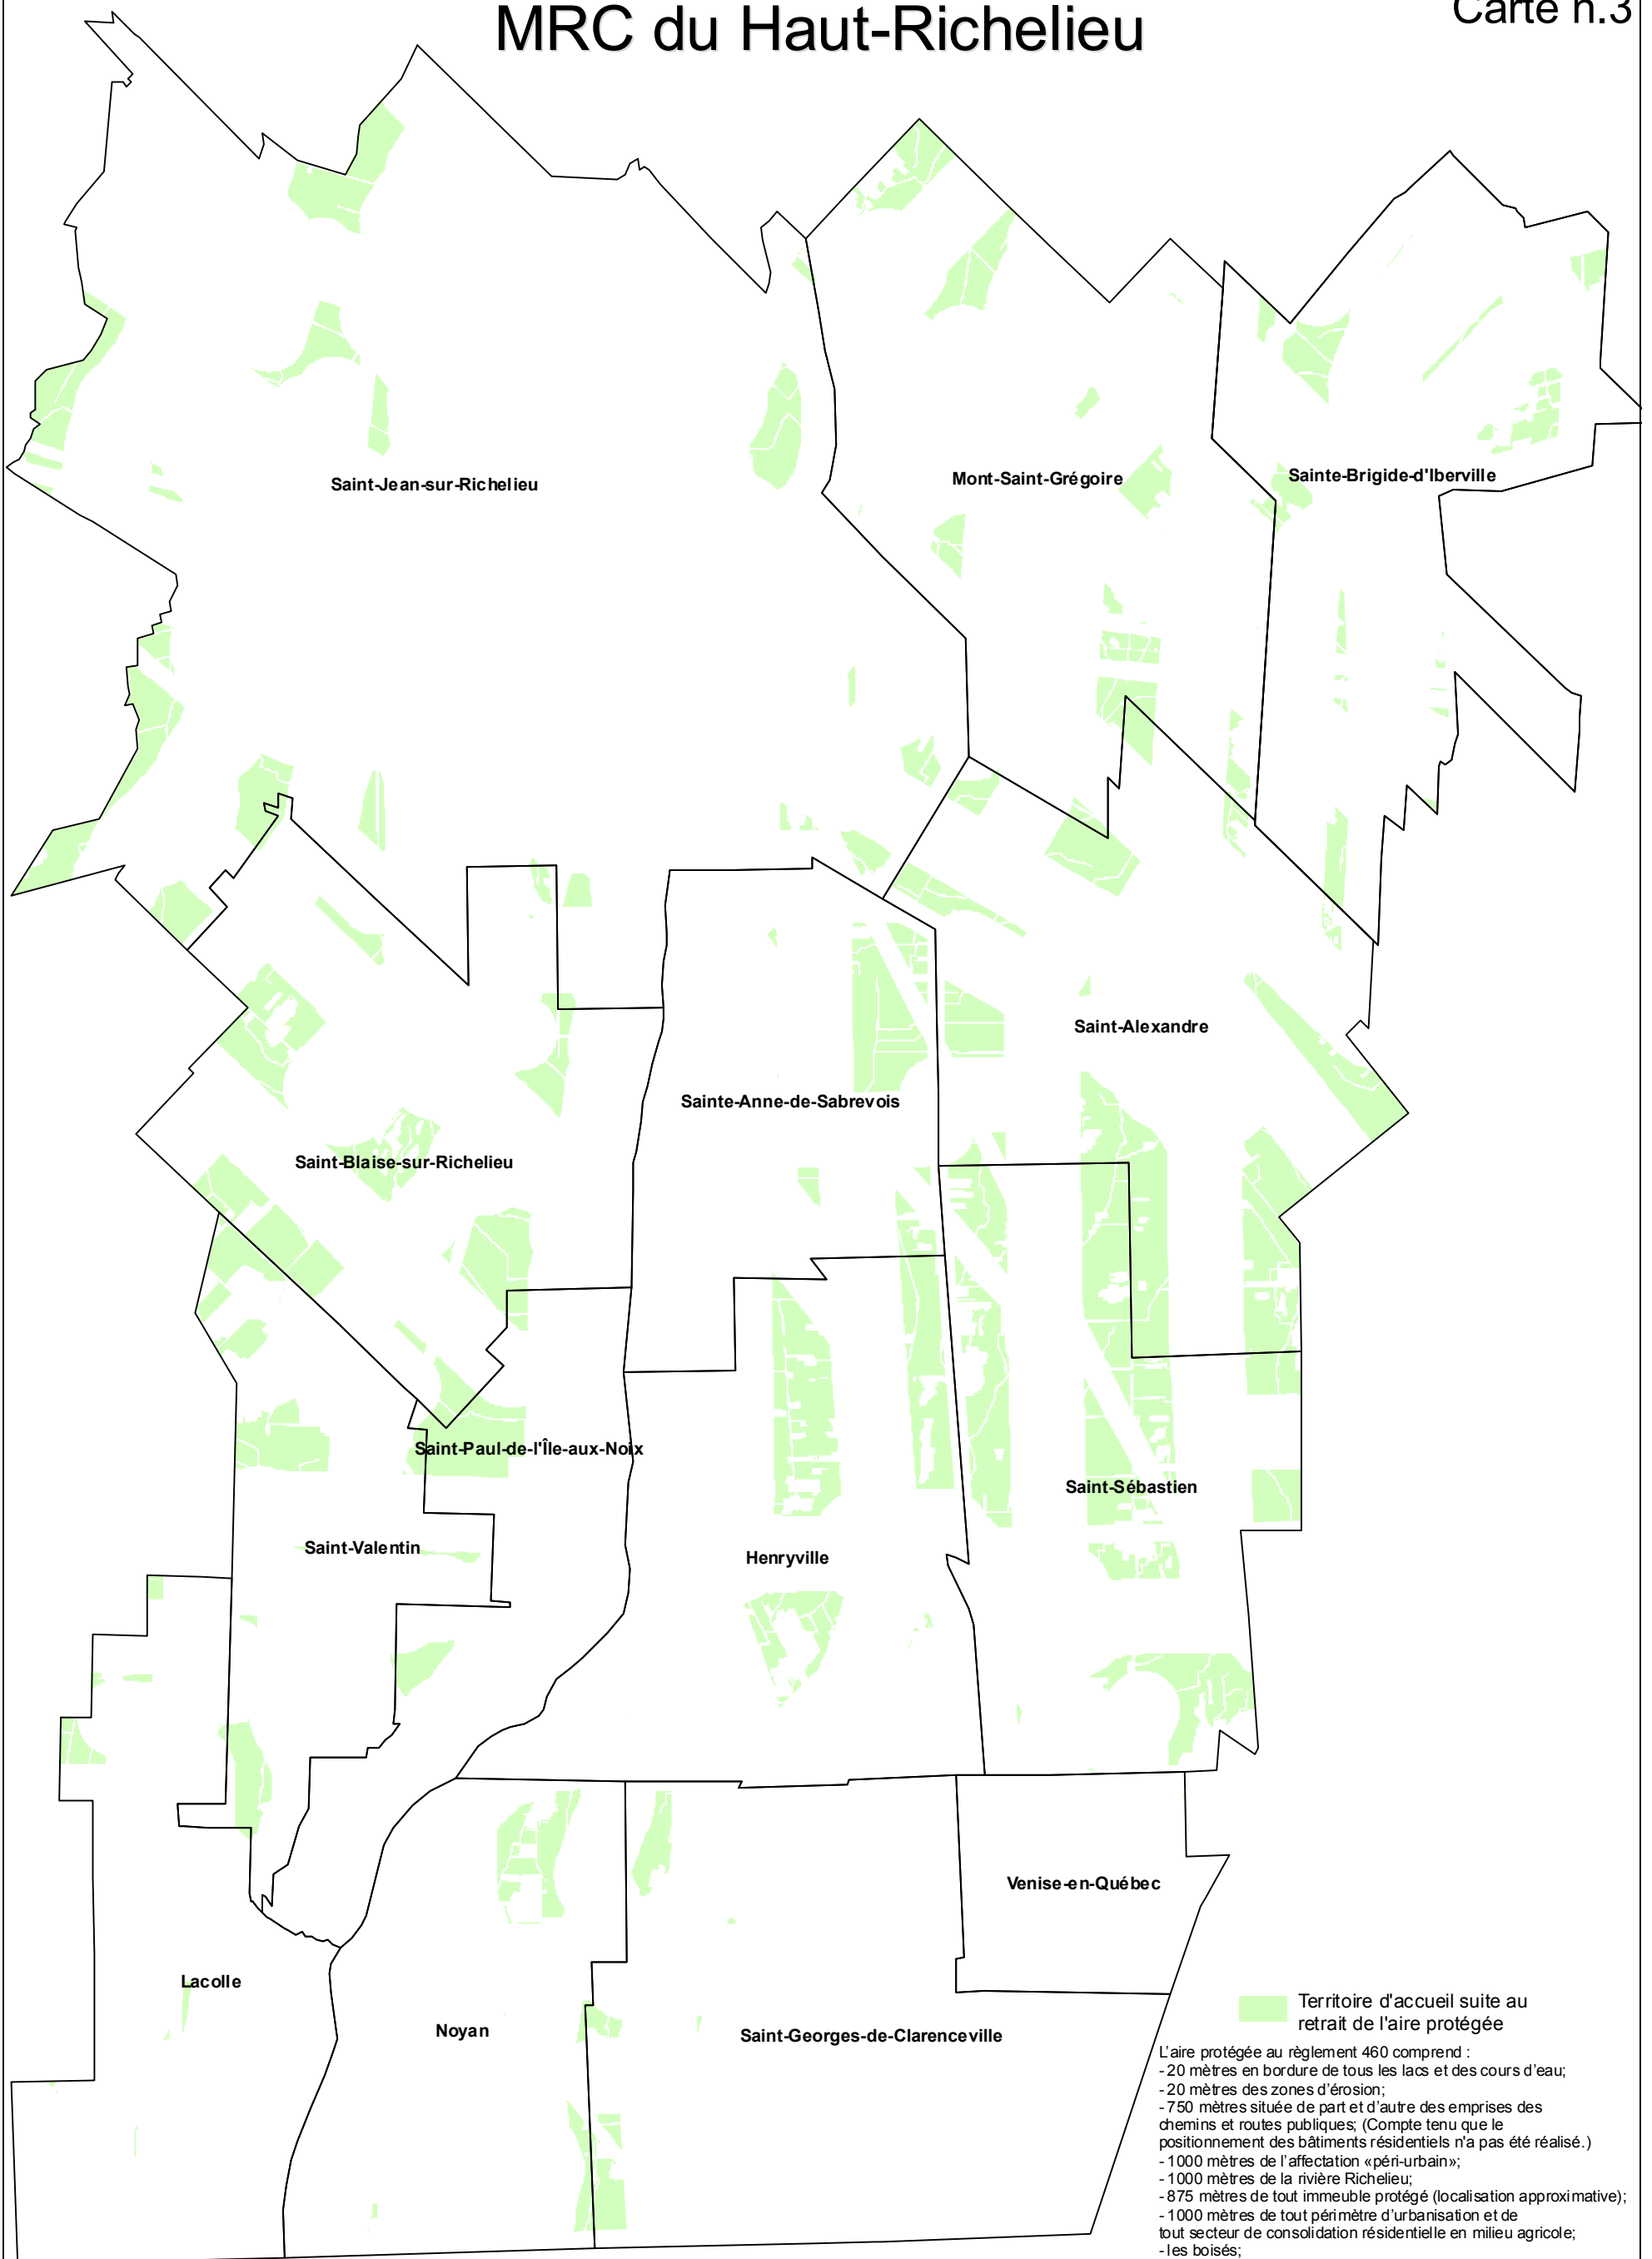 MRC du Haut-Richelieu
Carte n.3
Saint-Jean-sur-Richelieu
Mont-Saint-Grégoire
Sainte-Brigide-d'Iberville
Saint-Alexandre
Sainte-Anne-de-Sabrevois
Saint-Blaise-sur-Richelieu
Saint-Paul-de-l'Île-aux-Noix
Saint-Sébastien
Saint-Valentin
Henryville
Venise-en-Québec
Lacolle
Noyan
Saint-Georges-de-Clarenceville
Territoire d'accueil suite au
retrait de l'aire protégée
L'aire protégée au règlement 460 comprend :
- 20 mètres en bordure de tous les lacs et des cours d'eau;
- 20 mètres des zones d'érosion;
- 750 mètres située de part et d'autre des emprises des
chemins et routes publiques; (Compte tenu que le
positionnement des bâtiments résidentiels n'a pas été réalisé.)
- 1000 mètres de l'affectation «péri-urbain»;
- 1000 mètres de la rivière Richelieu;
- 875 mètres de tout immeuble protégé (localisation approximative);
- 1000 mètres de tout périmètre d'urbanisation et de
tout secteur de consolidation résidentielle en milieu agricole;
- les boisés;